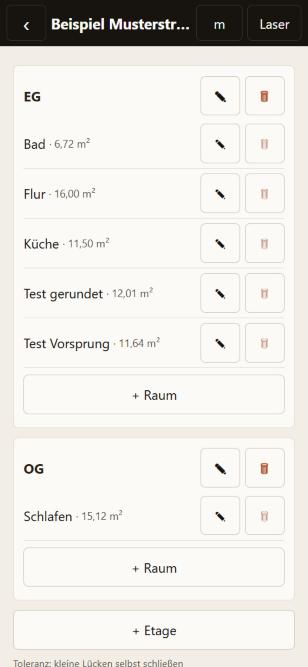 ‹ Beispiel Musterstr... m Laser
EG
Bad · 6,72 m²
Flur · 16,00 m²
Küche · 11,50 m²
Test gerundet · 12,01 m²
Test Vorsprung · 11,64 m²
+ Raum
OG
Schlafen · 15,12 m²
+ Raum
+ Etage
Toleranz: kleine Lücken selbst schließen